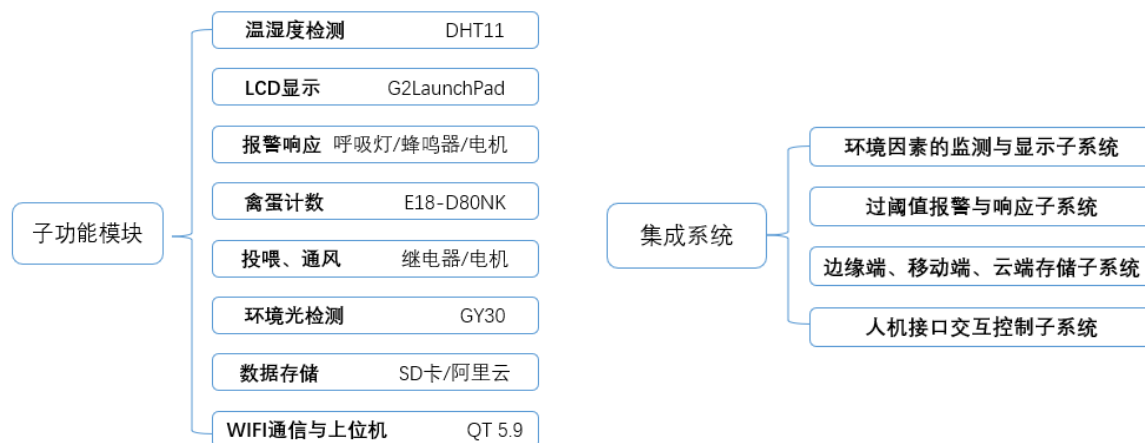 子功能模块
温湿度检测 DHT11
LCD显示 G2LaunchPad
报警响应 呼吸灯/蜂鸣器/电机
禽蛋计数 E18-D80NK
投喂、通风 继电器/电机
环境光检测 GY30
数据存储 SD卡/阿里云
WIFI通信与上位机 QT 5.9
集成系统
环境因素的监测与显示子系统
过阈值报警与响应子系统
边缘端、移动端、云端存储子系统
人机接口交互控制子系统